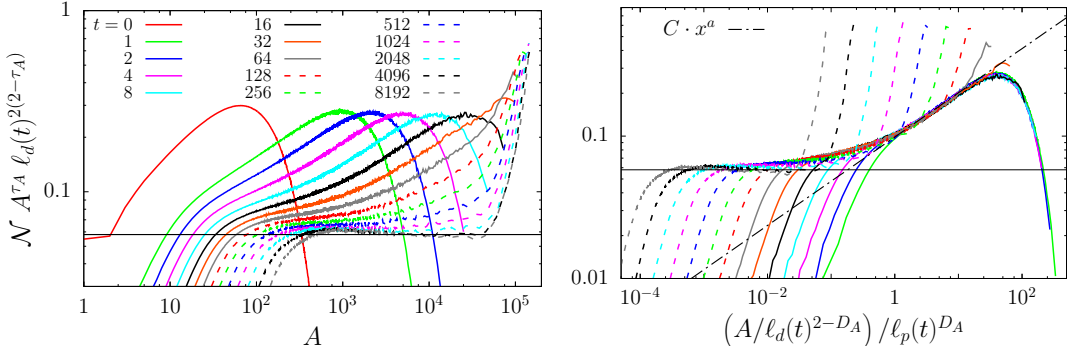 t = 0 16 512
1 32 1024
2 64 2048
4 128 4096
8 256 8192
1
0.1
𝒩 A^{τ_A} ℓ_d(t)^{2(2−τ_A)}
1 10 10^2 10^3 10^4 10^5
A
C · x^a
0.1
0.01
10^{−4} 10^{−2} 1 10^2
(A/ℓ_d(t)^{2−D_A}) /ℓ_p(t)^{D_A}